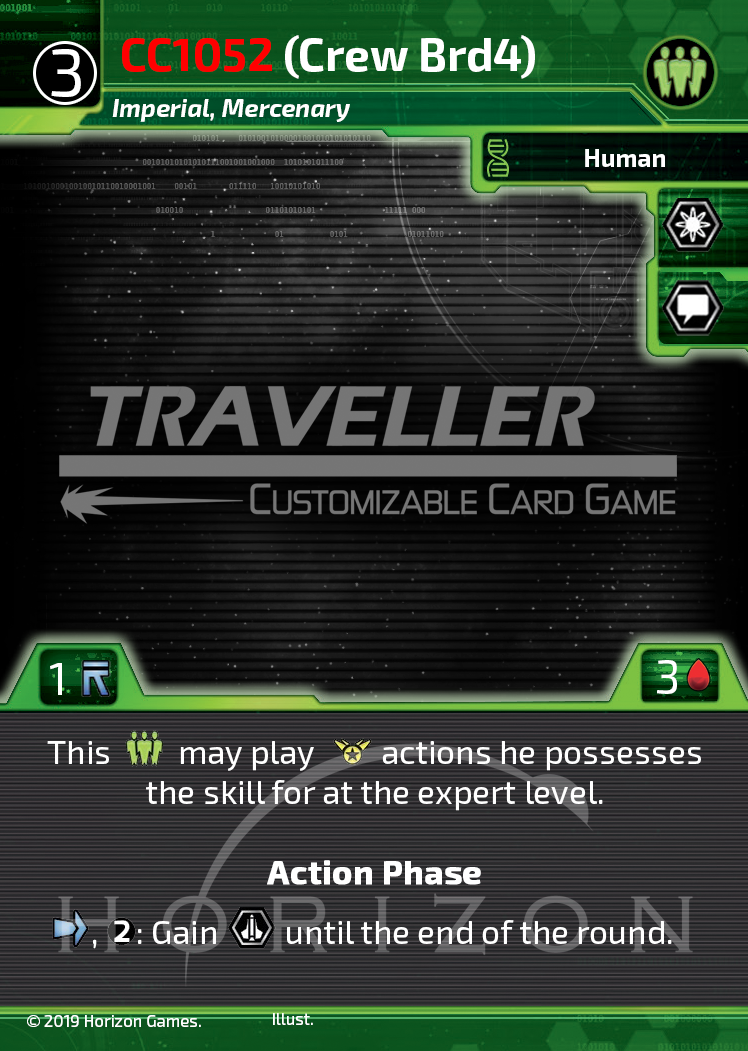 3
CC1052 (Crew Brd4)
Imperial, Mercenary
Human
TRAVELLER
CUSTOMIZABLE CARD GAME
1
3
This may play actions he possesses
the skill for at the expert level.
Action Phase
, 2: Gain until the end of the round.
HORIZON
© 2019 Horizon Games.
Illust.